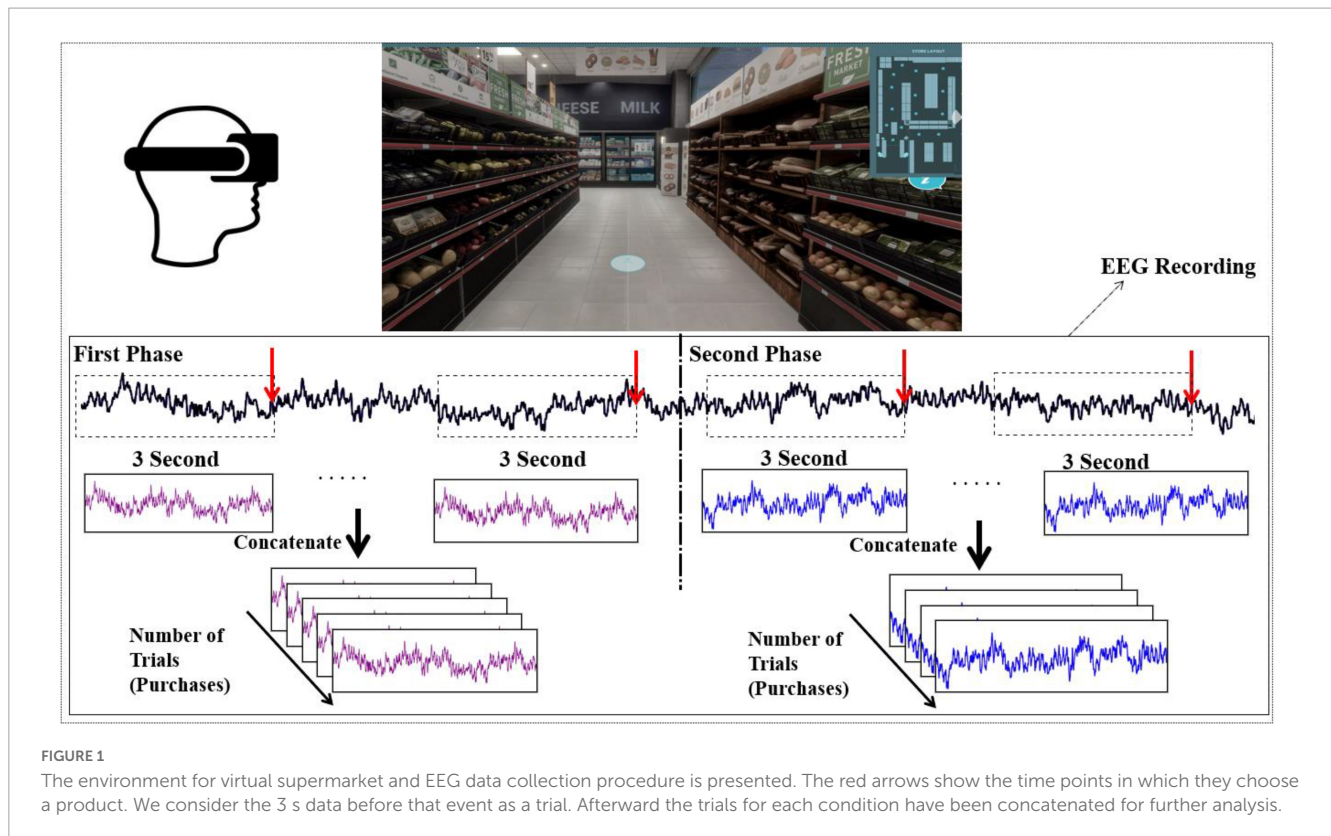 FRESH
MARKET
CHEESE MILK
FRESH
MARKET
STORE LAYOUT
EEG Recording
First Phase
Second Phase
3 Second
3 Second
3 Second
3 Second
. . . . .
. . . . .
Concatenate
Concatenate
Number of
Trials
(Purchases)
Number of
Trials
(Purchases)
FIGURE 1
The environment for virtual supermarket and EEG data collection procedure is presented. The red arrows show the time points in which they choose
a product. We consider the 3 s data before that event as a trial. Afterward the trials for each condition have been concatenated for further analysis.